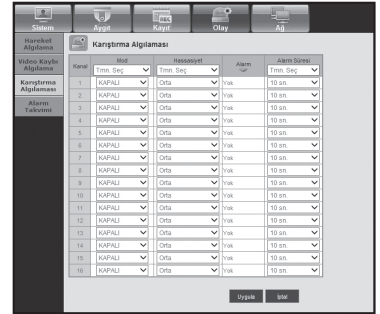 Sistem Aygıt Kayıt Olay Ağ
REC
Hareket Algılama
Video Kaybı Algılama
Karıştırma Algılaması
Alarm Takvimi
Karıştırma Algılaması
Kanal Mod Hassasiyet Alarm Alarm Süresi
Tmn. Seç Tmn. Seç Tmn. Seç
1 KAPALI Orta Yok 10 sn.
2 KAPALI Orta Yok 10 sn.
3 KAPALI Orta Yok 10 sn.
4 KAPALI Orta Yok 10 sn.
5 KAPALI Orta Yok 10 sn.
6 KAPALI Orta Yok 10 sn.
7 KAPALI Orta Yok 10 sn.
8 KAPALI Orta Yok 10 sn.
9 KAPALI Orta Yok 10 sn.
10 KAPALI Orta Yok 10 sn.
11 KAPALI Orta Yok 10 sn.
12 KAPALI Orta Yok 10 sn.
13 KAPALI Orta Yok 10 sn.
14 KAPALI Orta Yok 10 sn.
15 KAPALI Orta Yok 10 sn.
16 KAPALI Orta Yok 10 sn.
Uygula İptal